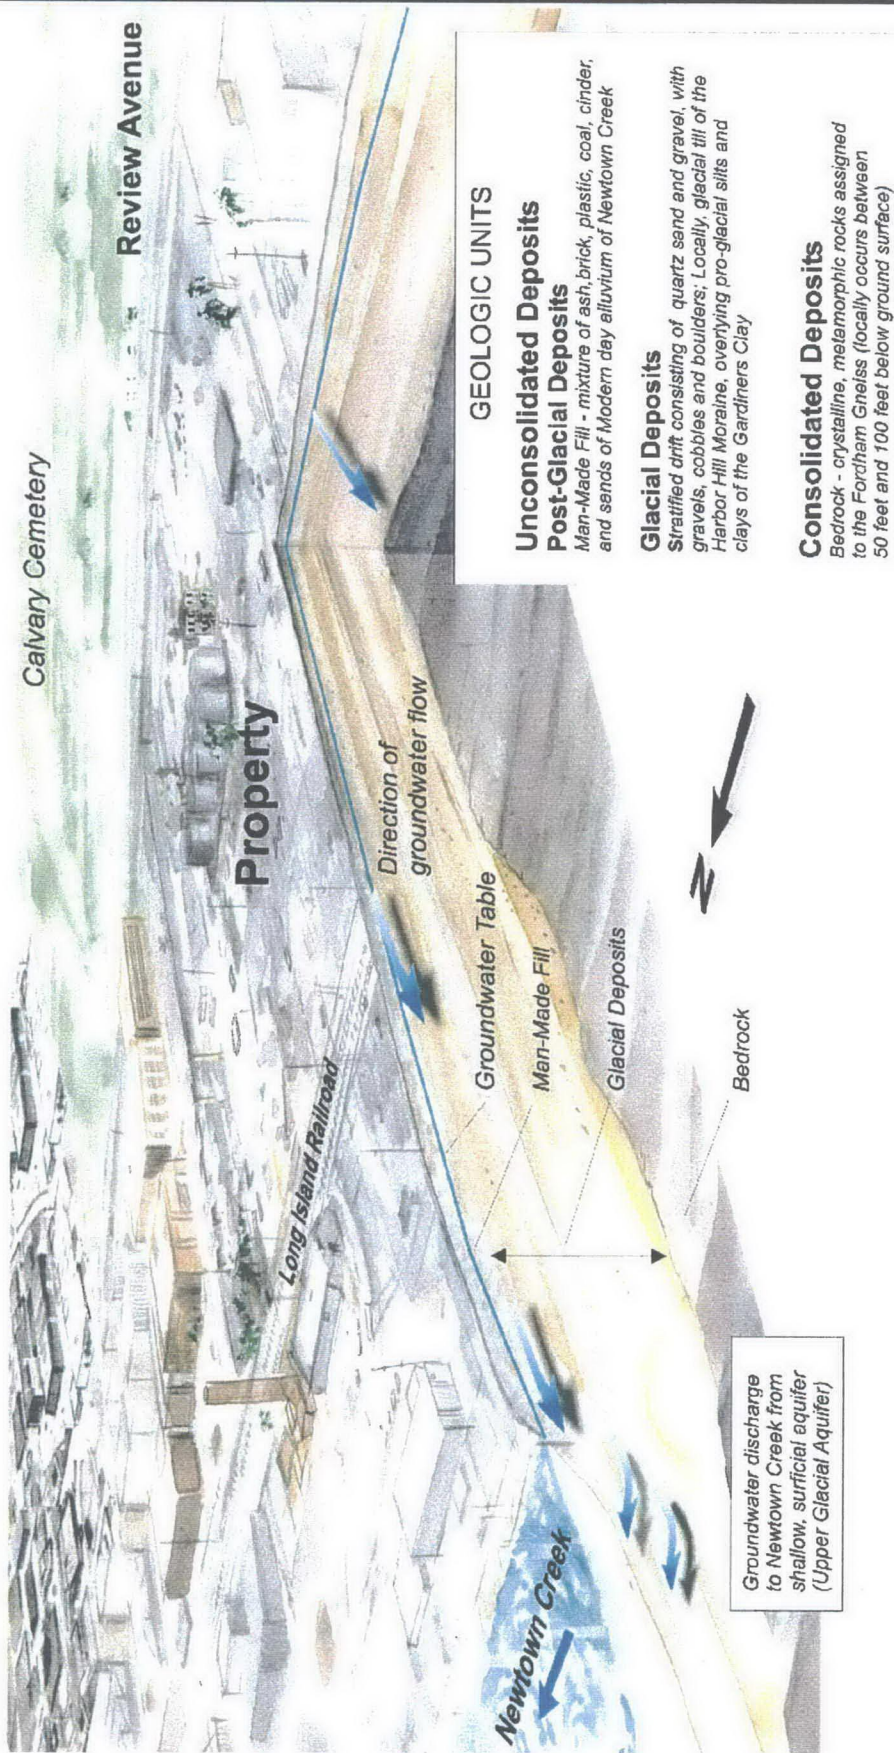 Calvary Cemetery
Review Avenue
Property
Long Island Railroad
Direction of
groundwater flow
Newtown Creek
Groundwater Table
Man-Made Fill
Glacial Deposits
Bedrock
N
Groundwater discharge
to Newtown Creek from
shallow, surficial aquifer
(Upper Glacial Aquifer)
GEOLOGIC UNITS
Unconsolidated Deposits
Post-Glacial Deposits
Man-Made Fill - mixture of ash,brick, plastic, coal, cinder,
and sands of Modern day alluvium of Newtown Creek
Glacial Deposits
Stratified drift consisting of quartz sand and gravel, with
gravels, cobbles and boulders; Locally, glacial till of the
Harbor Hill Moraine, overlying pro-glacial silts and
clays of the Gardiners Clay
Consolidated Deposits
Bedrock - crystalline, metamorphic rocks assigned
to the Fordham Gneiss (locally occurs between
50 feet and 100 feet below ground surface)